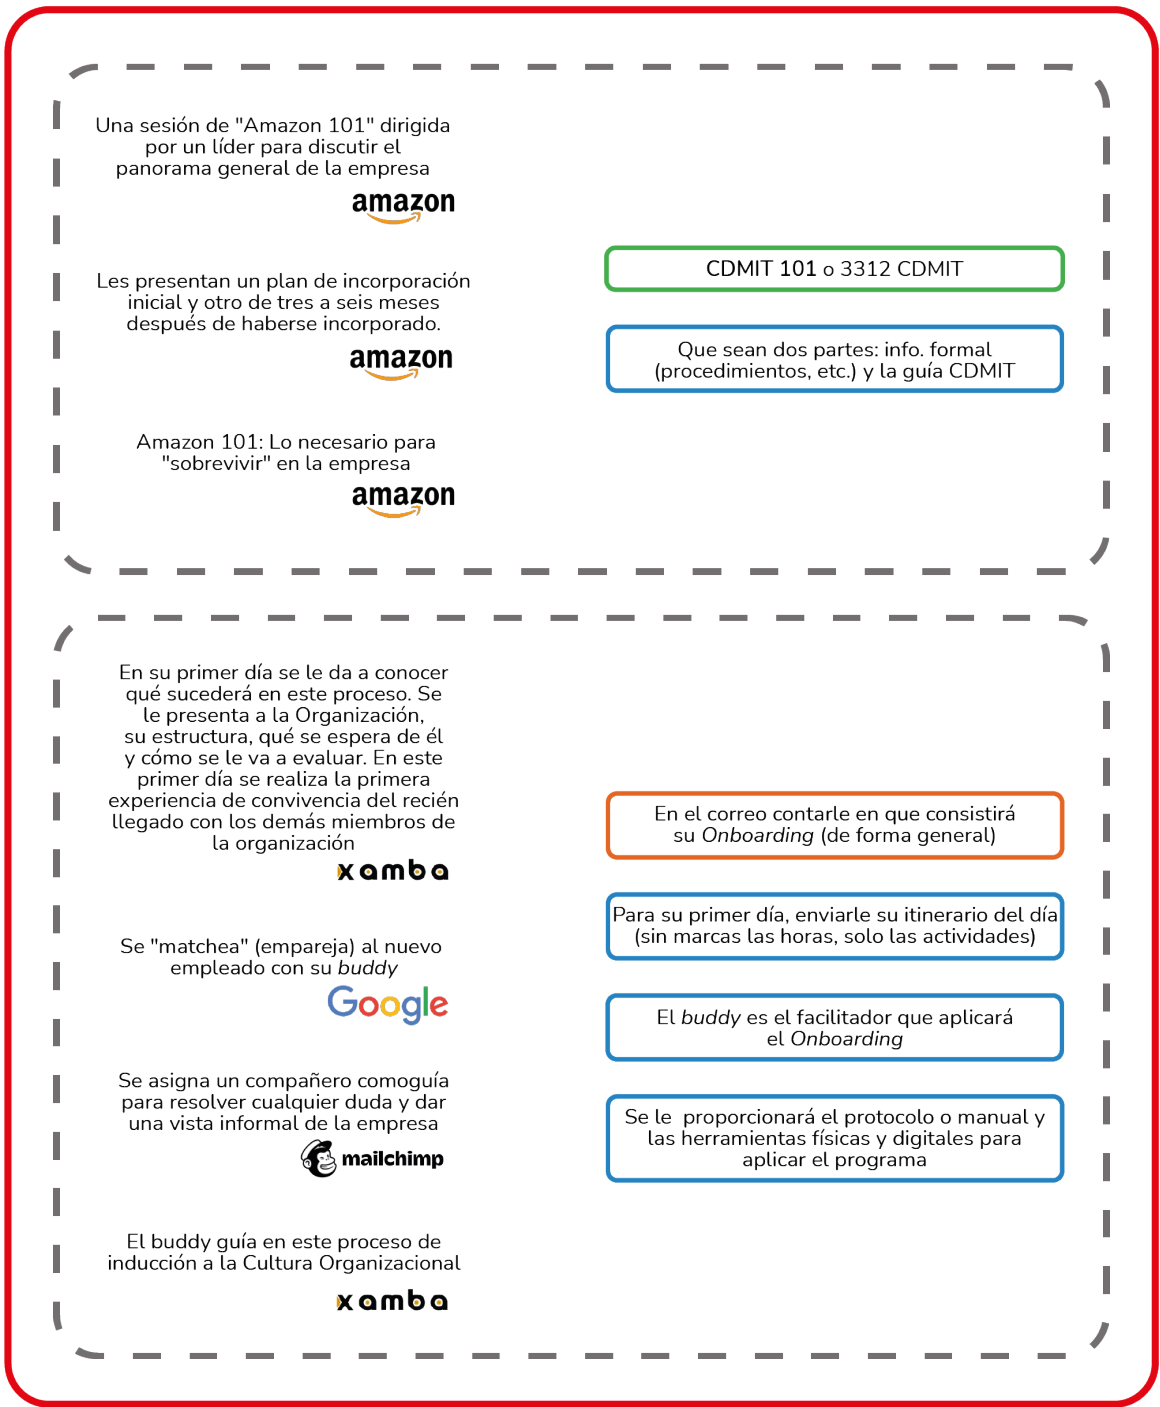 Una sesión de "Amazon 101" dirigida
por un líder para discutir el
panorama general de la empresa
amazon
Les presentan un plan de incorporación
inicial y otro de tres a seis meses
después de haberse incorporado.
amazon
Amazon 101: Lo necesario para
"sobrevivir" en la empresa
amazon
CDMIT 101 o 3312 CDMIT
Que sean dos partes: info. formal
(procedimientos, etc.) y la guía CDMIT
En su primer día se le da a conocer
qué sucederá en este proceso. Se
le presenta a la Organización,
su estructura, qué se espera de él
y cómo se le va a evaluar. En este
primer día se realiza la primera
experiencia de convivencia del recién
llegado con los demás miembros de
la organización
xamba
Se "matchea" (empareja) al nuevo
empleado con su buddy
Google
Se asigna un compañero comoguía
para resolver cualquier duda y dar
una vista informal de la empresa
mailchimp
El buddy guía en este proceso de
inducción a la Cultura Organizacional
xamba
En el correo contarle en que consistirá
su Onboarding (de forma general)
Para su primer día, enviarle su itinerario del día
(sin marcas las horas, solo las actividades)
El buddy es el facilitador que aplicará
el Onboarding
Se le  proporcionará el protocolo o manual y
las herramientas físicas y digitales para
aplicar el programa